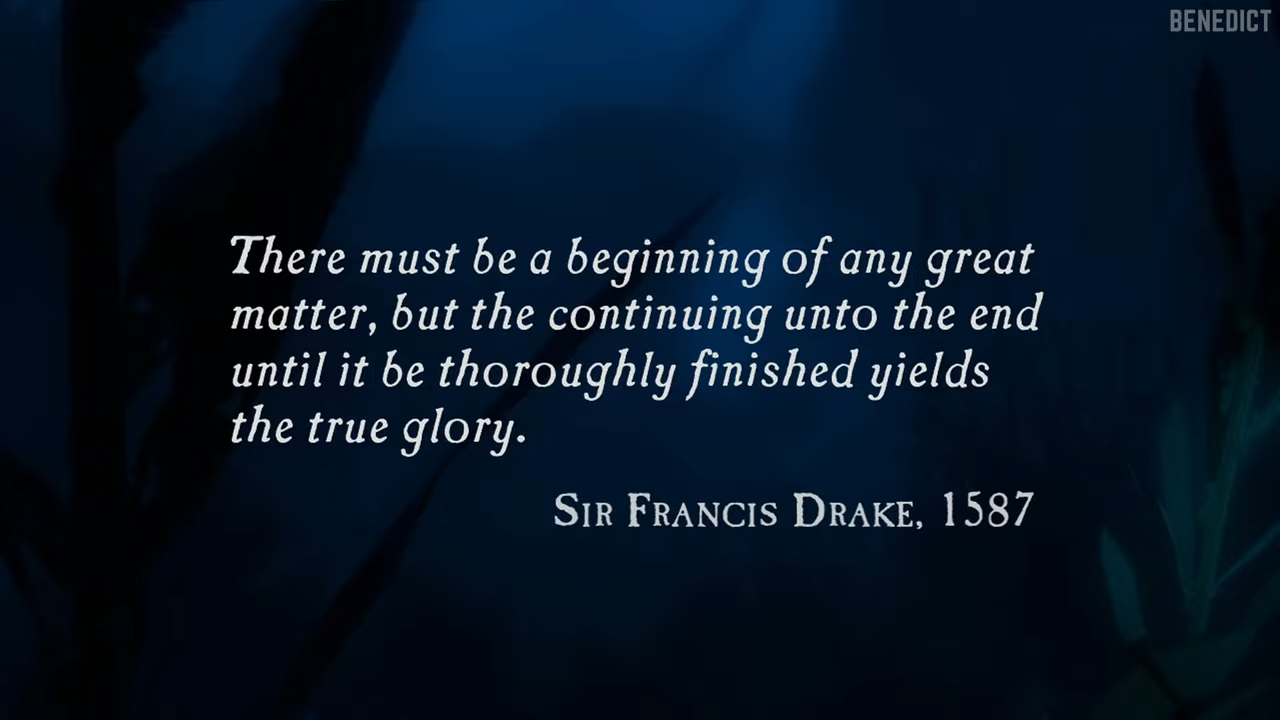 BENEDICT
There must be a beginning of any great
matter, but the continuing unto the end
until it be thoroughly finished yields
the true glory.
Sir Francis Drake, 1587